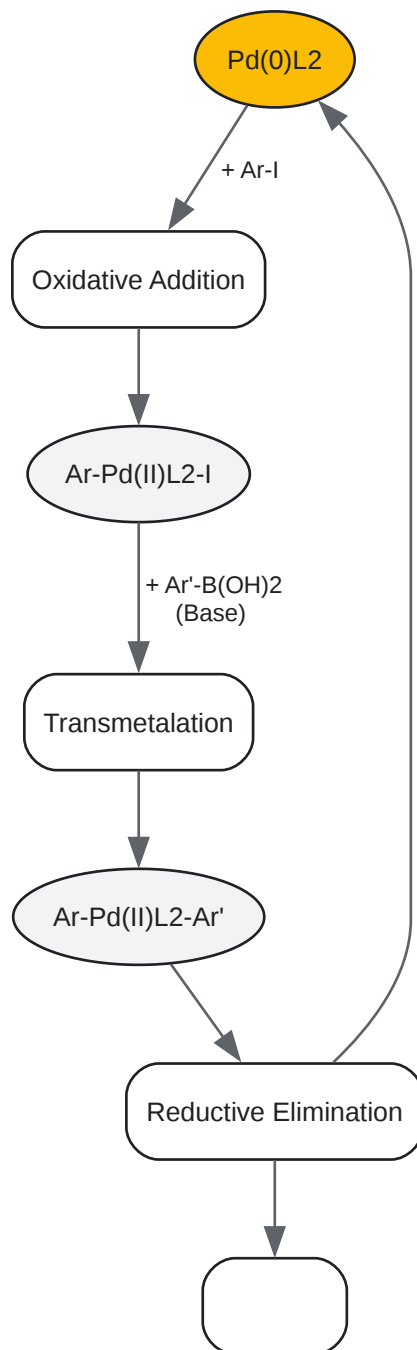 Pd(0)L2
+ Ar-I
Oxidative Addition
Ar-Pd(II)L2-I
+ Ar'-B(OH)2
(Base)
Transmetalation
Ar-Pd(II)L2-Ar'
Reductive Elimination